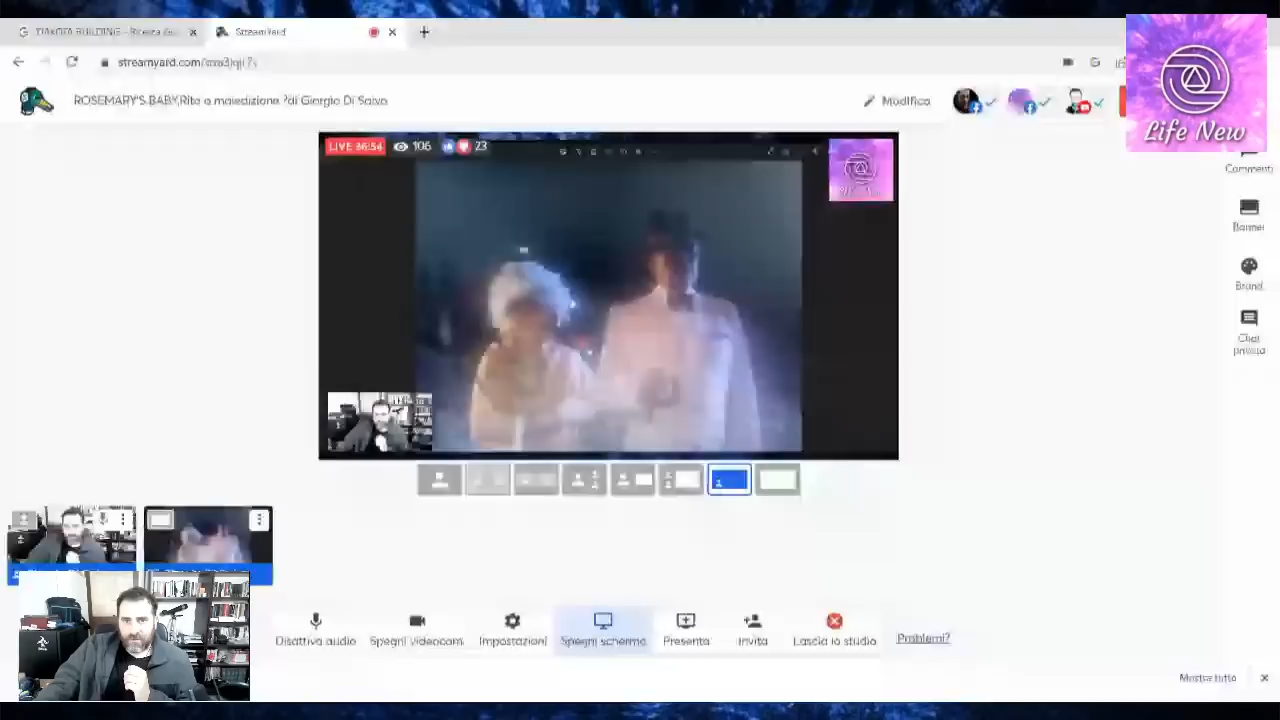 StreamYard
streamyard.com/
ROSEMARY'S BABY,Rito o maledizione ?di Giorgio Di Salvo
Modifica
LIVE 36:54
106
23
Life New
Commenti
Banner
Brand
Chat
privata
Disattiva audio
Spegni videocam
Impostazioni
Spegni schermo
Presenta
Invita
Lascia lo studio
Problemi?
Mostra tutto